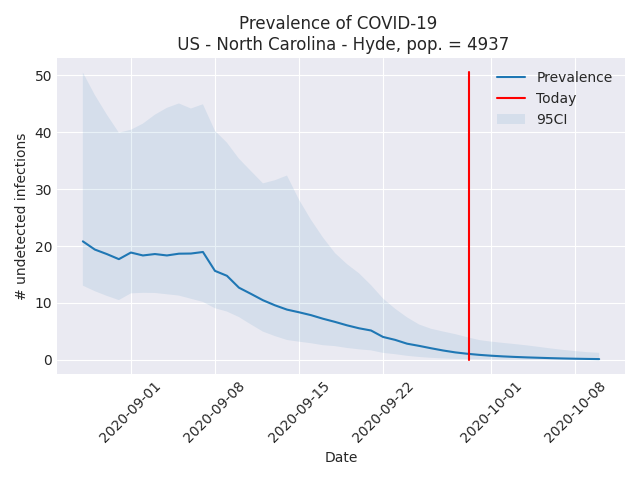 Prevalence of COVID-19
US - North Carolina - Hyde, pop. = 4937
Prevalence
Today
95CI
# undetected infections
50
40
30
20
10
0
2020-09-01
2020-09-08
2020-09-15
2020-09-22
2020-10-01
2020-10-08
Date